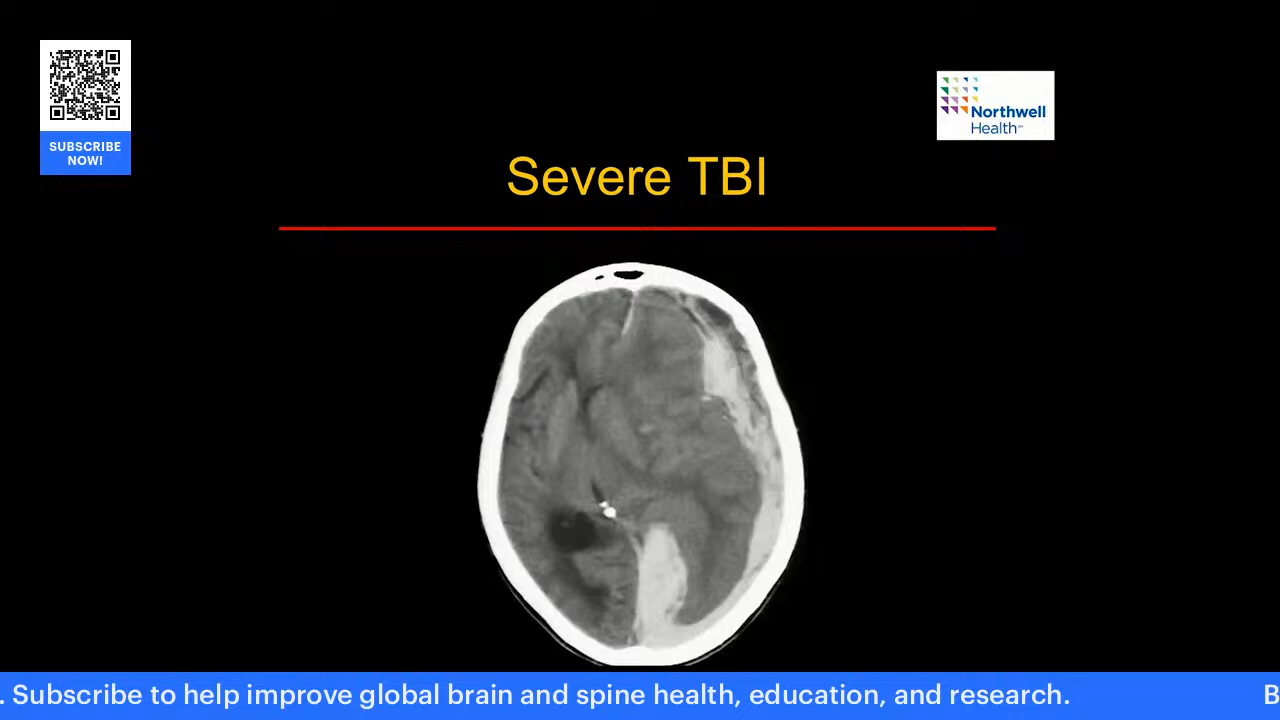 SUBSCRIBE
NOW!
Northwell
Health
Severe TBI
. Subscribe to help improve global brain and spine health, education, and research.
B